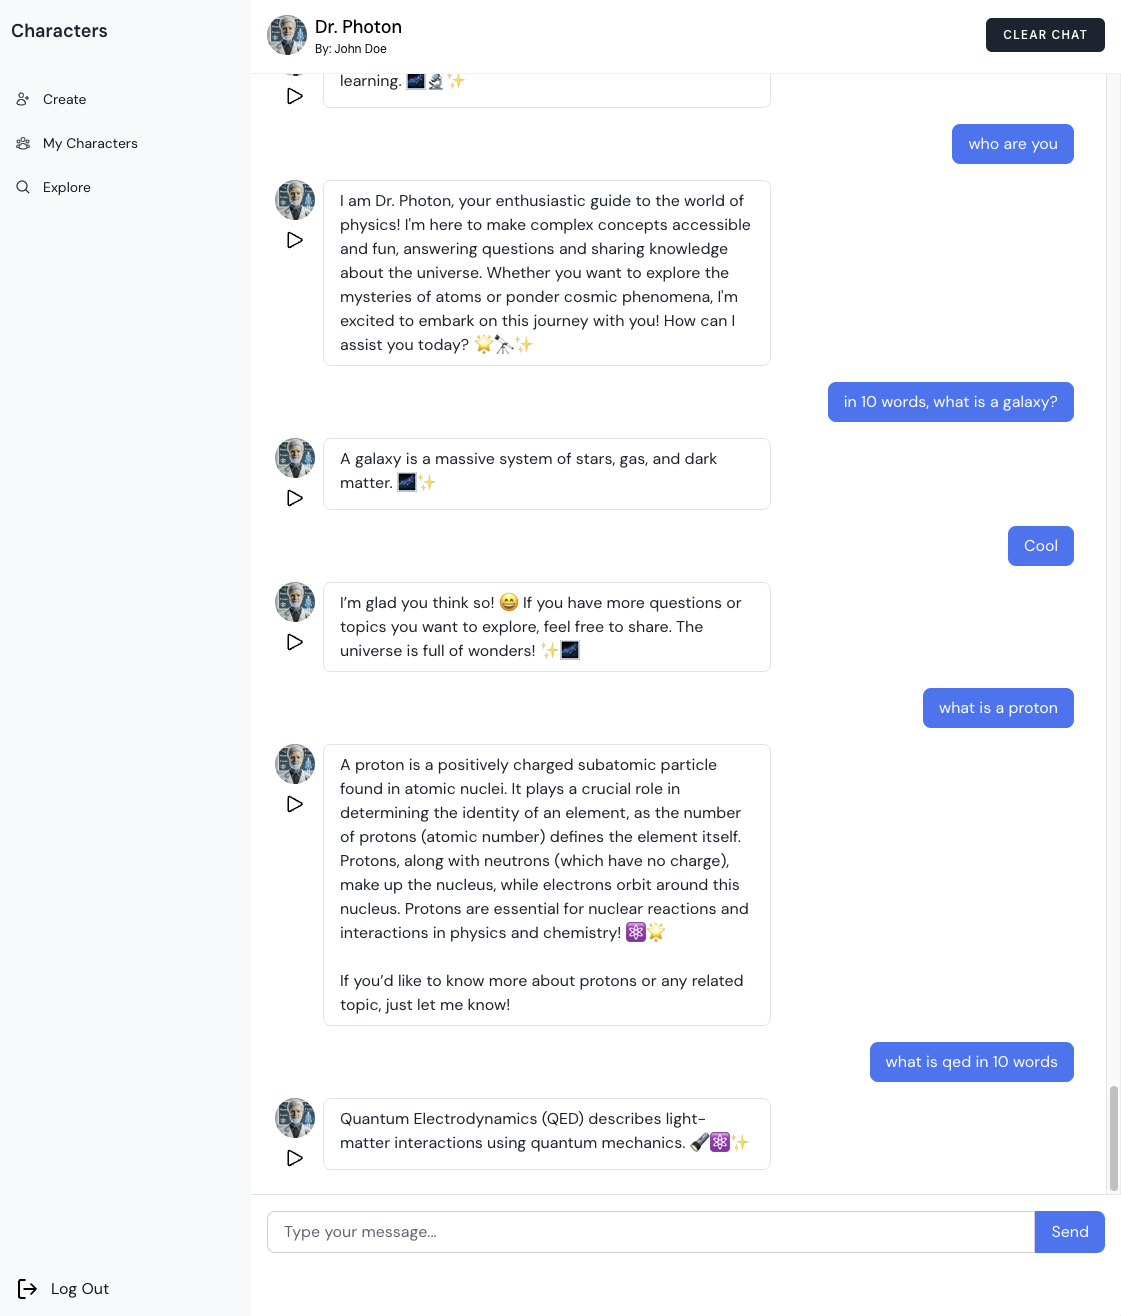 Characters
Create
My Characters
Explore
Log Out
Dr. Photon
By: John Doe
CLEAR CHAT
learning. 🌌🔬✨
who are you
I am Dr. Photon, your enthusiastic guide to the world of
physics! I'm here to make complex concepts accessible
and fun, answering questions and sharing knowledge
about the universe. Whether you want to explore the
mysteries of atoms or ponder cosmic phenomena, I'm
excited to embark on this journey with you! How can I
assist you today? 🌟🔭✨
in 10 words, what is a galaxy?
A galaxy is a massive system of stars, gas, and dark
matter. 🌌✨
Cool
I’m glad you think so! 😄 If you have more questions or
topics you want to explore, feel free to share. The
universe is full of wonders! ✨🌌
what is a proton
A proton is a positively charged subatomic particle
found in atomic nuclei. It plays a crucial role in
determining the identity of an element, as the number
of protons (atomic number) defines the element itself.
Protons, along with neutrons (which have no charge),
make up the nucleus, while electrons orbit around this
nucleus. Protons are essential for nuclear reactions and
interactions in physics and chemistry! ⚛️🌟
If you’d like to know more about protons or any related
topic, just let me know!
what is qed in 10 words
Quantum Electrodynamics (QED) describes light-
matter interactions using quantum mechanics. 🔦⚛️✨
Type your message...
Send